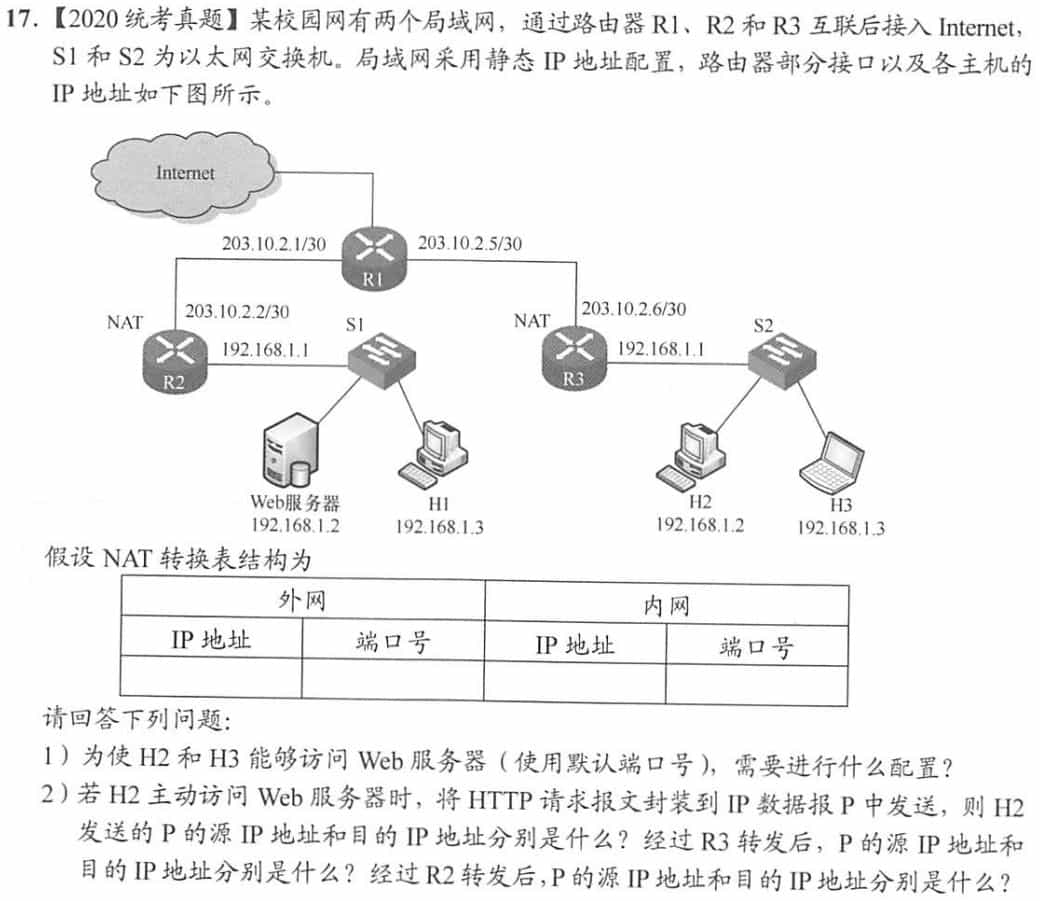 17.【2020 统考真题】某校园网有两个局域网，通过路由器 R1、R2 和 R3 互联后接入 Internet，
S1 和 S2 为以太网交换机。局域网采用静态 IP 地址配置，路由器部分接口以及各主机的
IP 地址如下图所示。
Internet
203.10.2.1/30
203.10.2.5/30
R1
203.10.2.2/30
203.10.2.6/30
NAT
S1
NAT
S2
192.168.1.1
192.168.1.1
R2
R3
Web服务器
H1
H2
H3
192.168.1.2
192.168.1.3
192.168.1.2
192.168.1.3
假设 NAT 转换表结构为
外网
内网
IP 地址
端口号
IP 地址
端口号
请回答下列问题：
1）为使 H2 和 H3 能够访问 Web 服务器（使用默认端口号），需要进行什么配置？
2）若 H2 主动访问 Web 服务器时，将 HTTP 请求报文封装到 IP 数据报 P 中发送，则 H2
发送的 P 的源 IP 地址和目的 IP 地址分别是什么？经过 R3 转发后，P 的源 IP 地址和
目的 IP 地址分别是什么？经过 R2 转发后，P 的源 IP 地址和目的 IP 地址分别是什么？